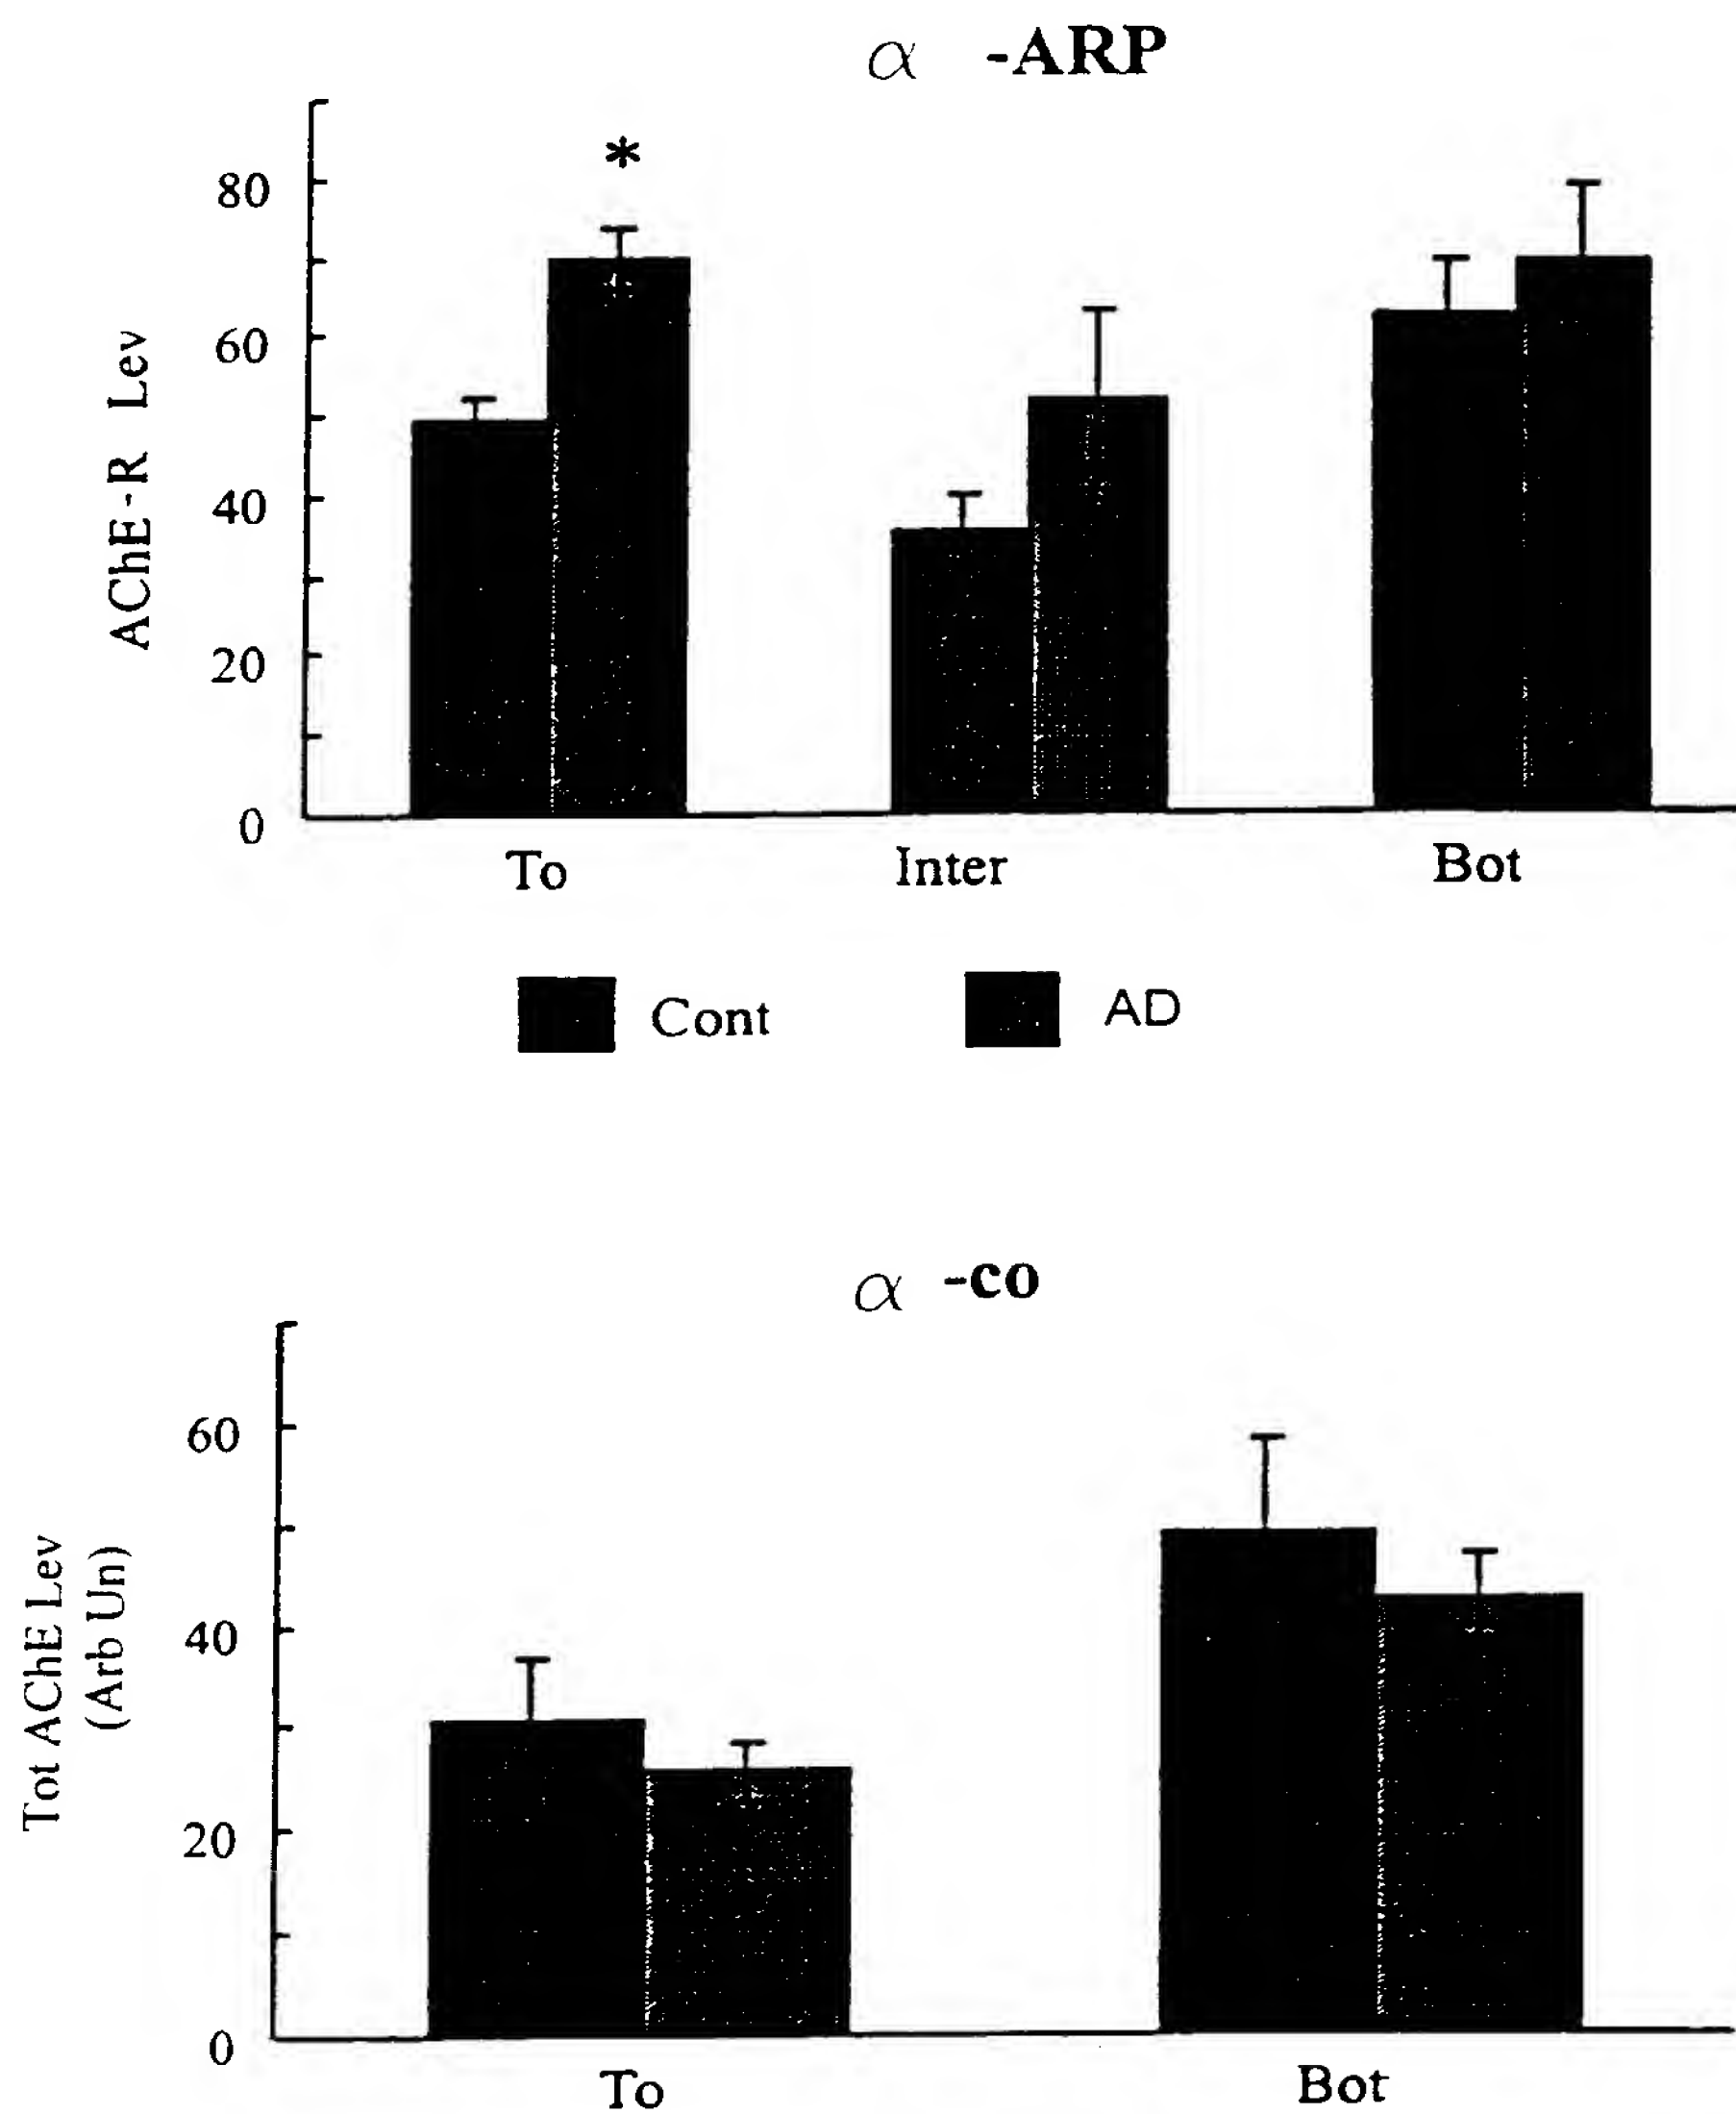 α -ARP
*
80
60
40
20
0
AChE-R Lev
To Inter Bot
Cont AD
α -co
60
40
20
0
Tot AChE Lev
(Arb Un)
To Bot